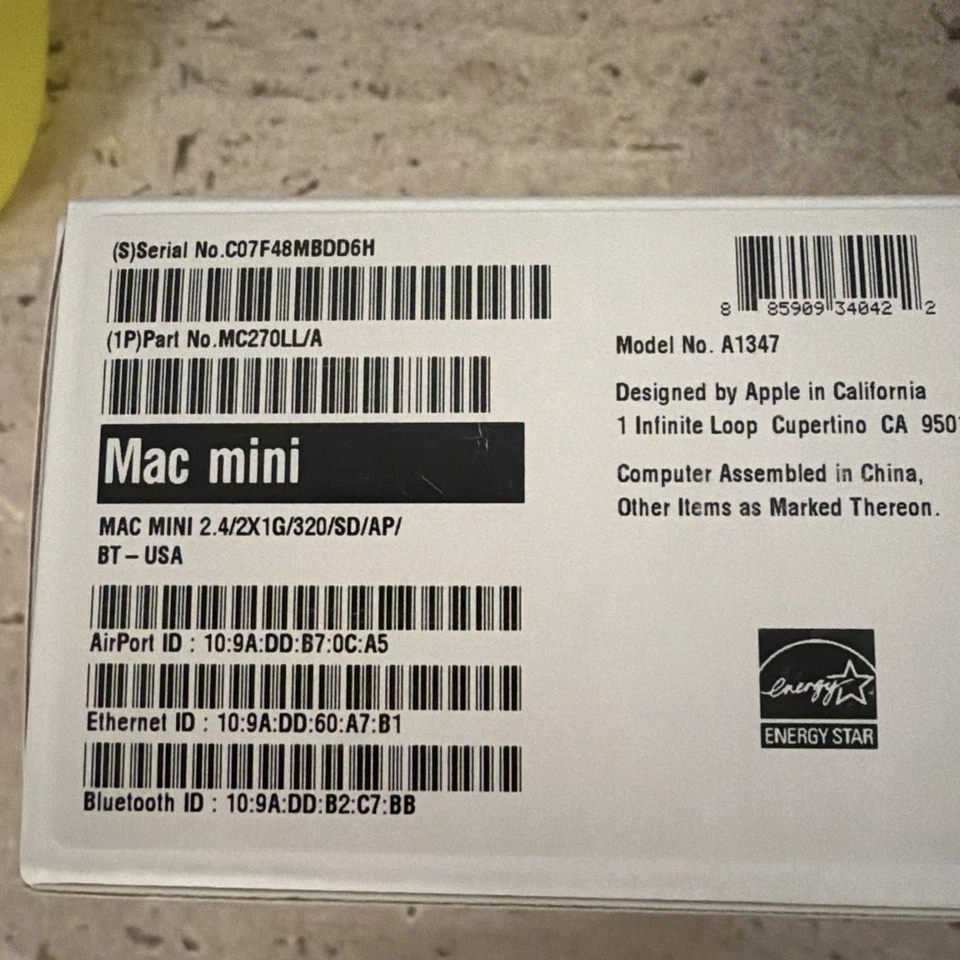 (S)Serial No.C07F48MBDD6H
(1P)Part No.MC270LL/A
Mac mini
MAC MINI 2.4/2X1G/320/SD/AP/
BT – USA
AirPort ID : 10:9A:DD:B7:0C:A5
Ethernet ID : 10:9A:DD:60:A7:B1
Bluetooth ID : 10:9A:DD:B2:C7:BB
8 85909 34042 2
Model No. A1347
Designed by Apple in California
1 Infinite Loop Cupertino CA 950
Computer Assembled in China,
Other Items as Marked Thereon.
energy
ENERGY STAR